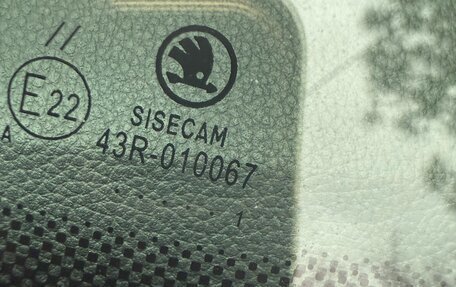 //
E22
SISECAM
A 43R-010067
1